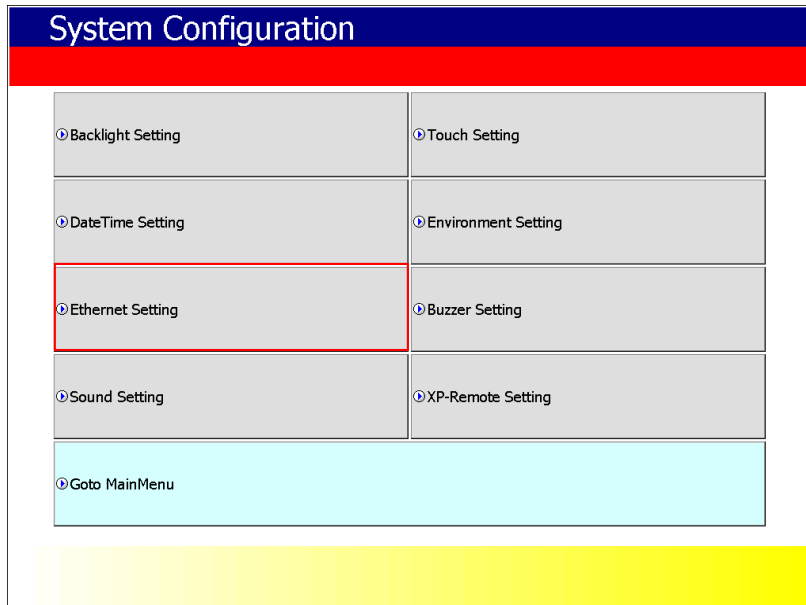 System Configuration
Backlight Setting
Touch Setting
DateTime Setting
Environment Setting
Ethernet Setting
Buzzer Setting
Sound Setting
XP-Remote Setting
Goto MainMenu